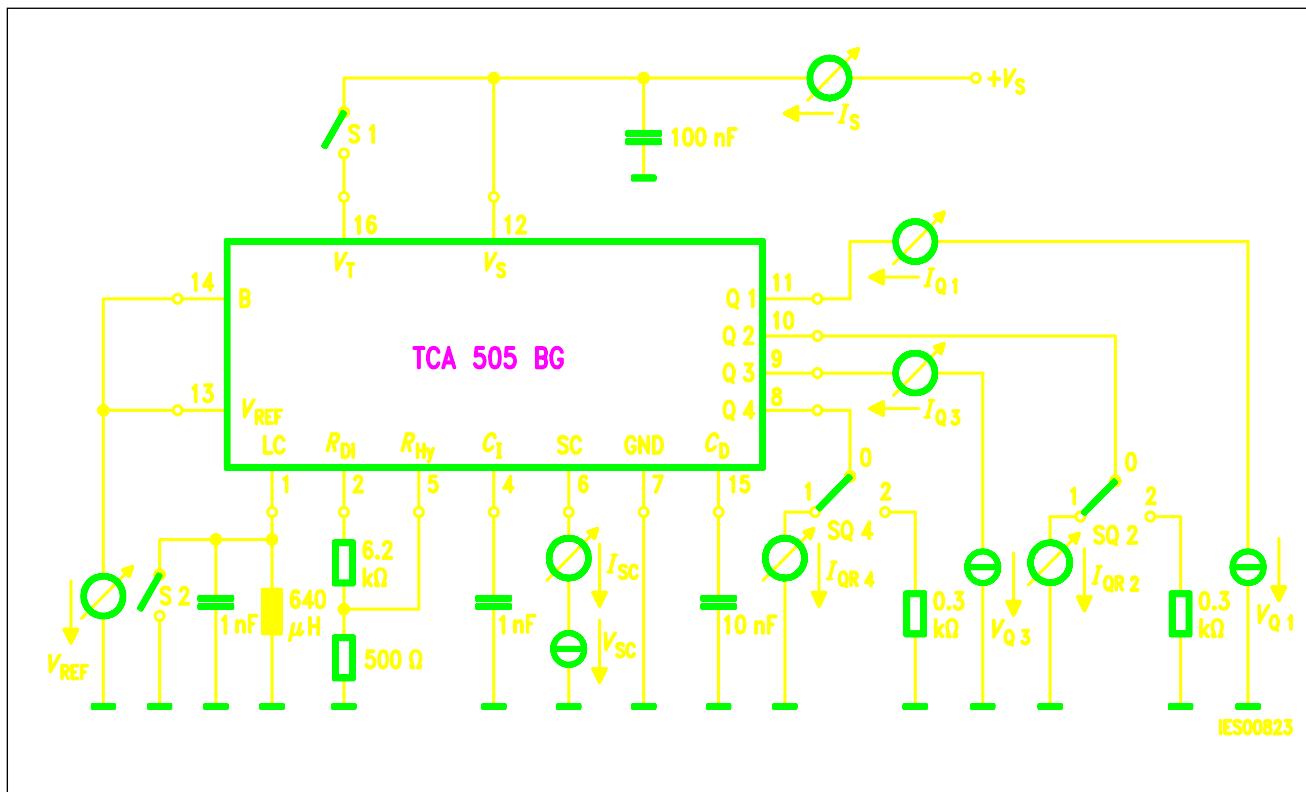 +VS
IS
S 1
100 nF
16
12
VT
VS
14
B
11
Q 1
IQ 1
10
Q 2
TCA 505 BG
9
Q 3
13
VREF
8
Q 4
IQ 3
LC
RDi
RHy
CI
SC
GND
CD
1
2
5
4
6
7
15
0
1
2
SQ 4
0
1
2
SQ 2
6.2
kΩ
ISC
IQR 4
IQR 2
S 2
1 nF
640
μH
1 nF
10 nF
0.3
kΩ
VQ 3
0.3
kΩ
VQ 1
VREF
500 Ω
VSC
IES00823